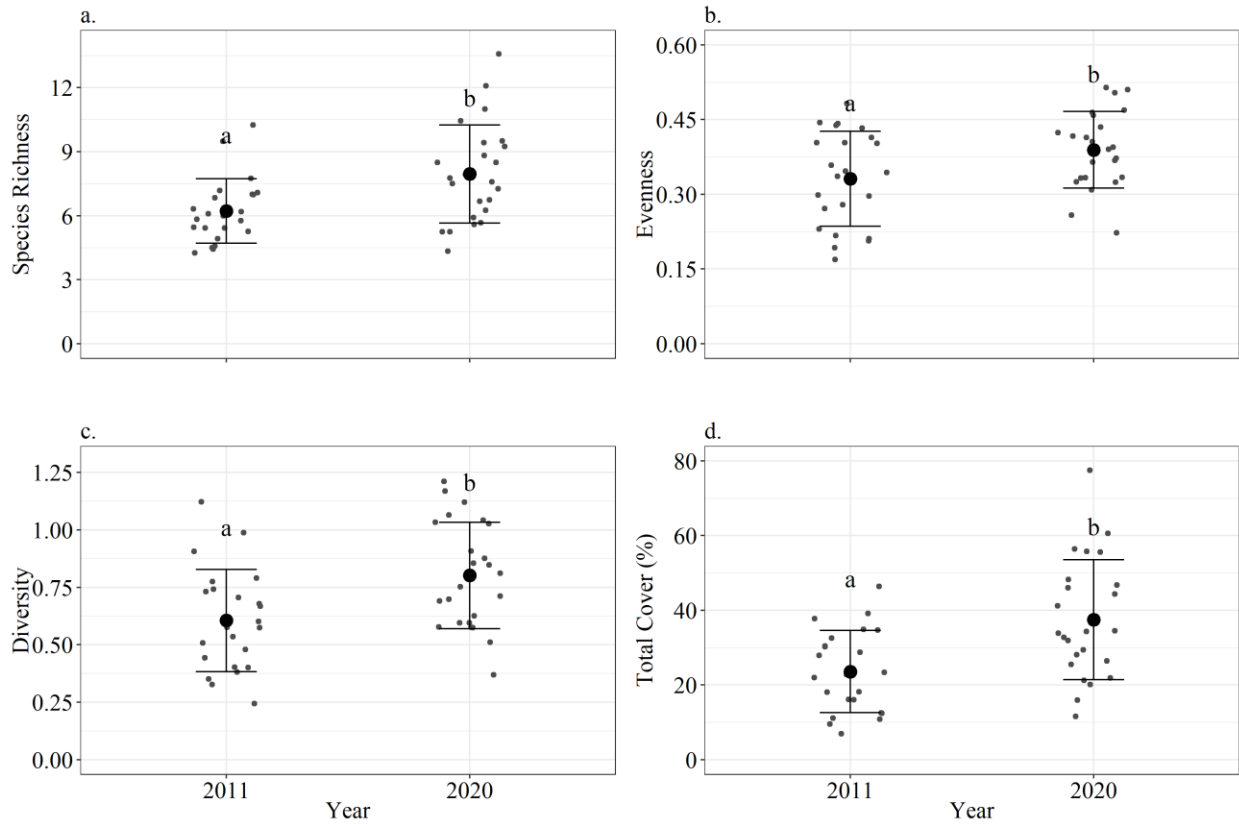 a.
Species Richness
12
9
6
3
0
a
b
b.
Evenness
0.60
0.45
0.30
0.15
0.00
a
b
c.
Diversity
1.25
1.00
0.75
0.50
0.25
0.00
a
b
2011
2020
Year
d.
Total Cover (%)
80
60
40
20
0
a
b
2011
2020
Year